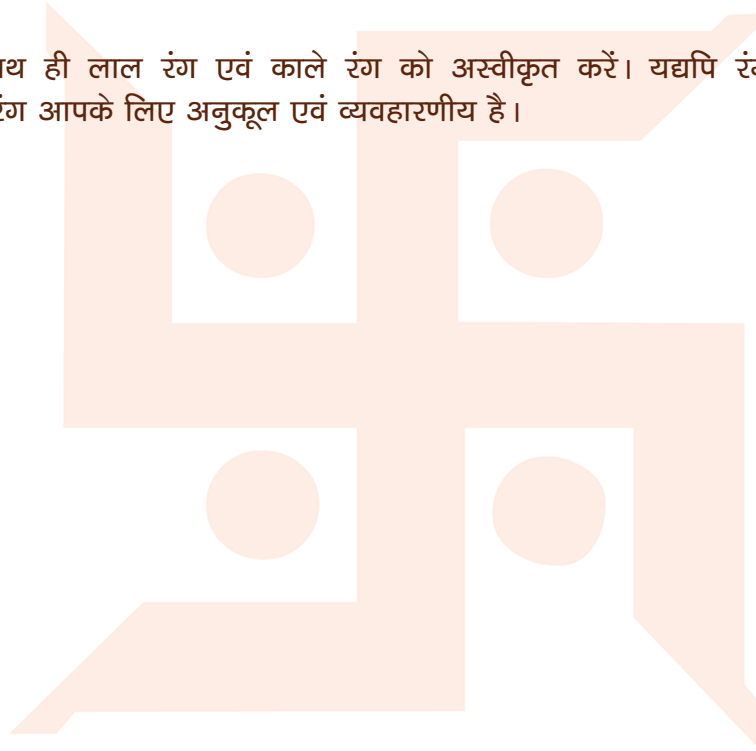 ही लाल रंग एवं काले रंग को अस्वीकृत करें। यद्यपि
आपके लिए अनुकूल एवं व्यवहारणीय है।